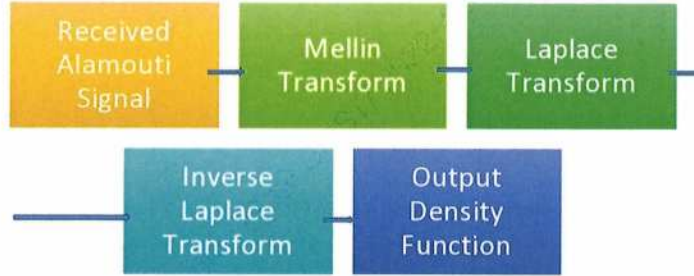 Received
Alamouti
Signal
Mellin
Transform
Laplace
Transform
Inverse
Laplace
Transform
Output
Density
Function